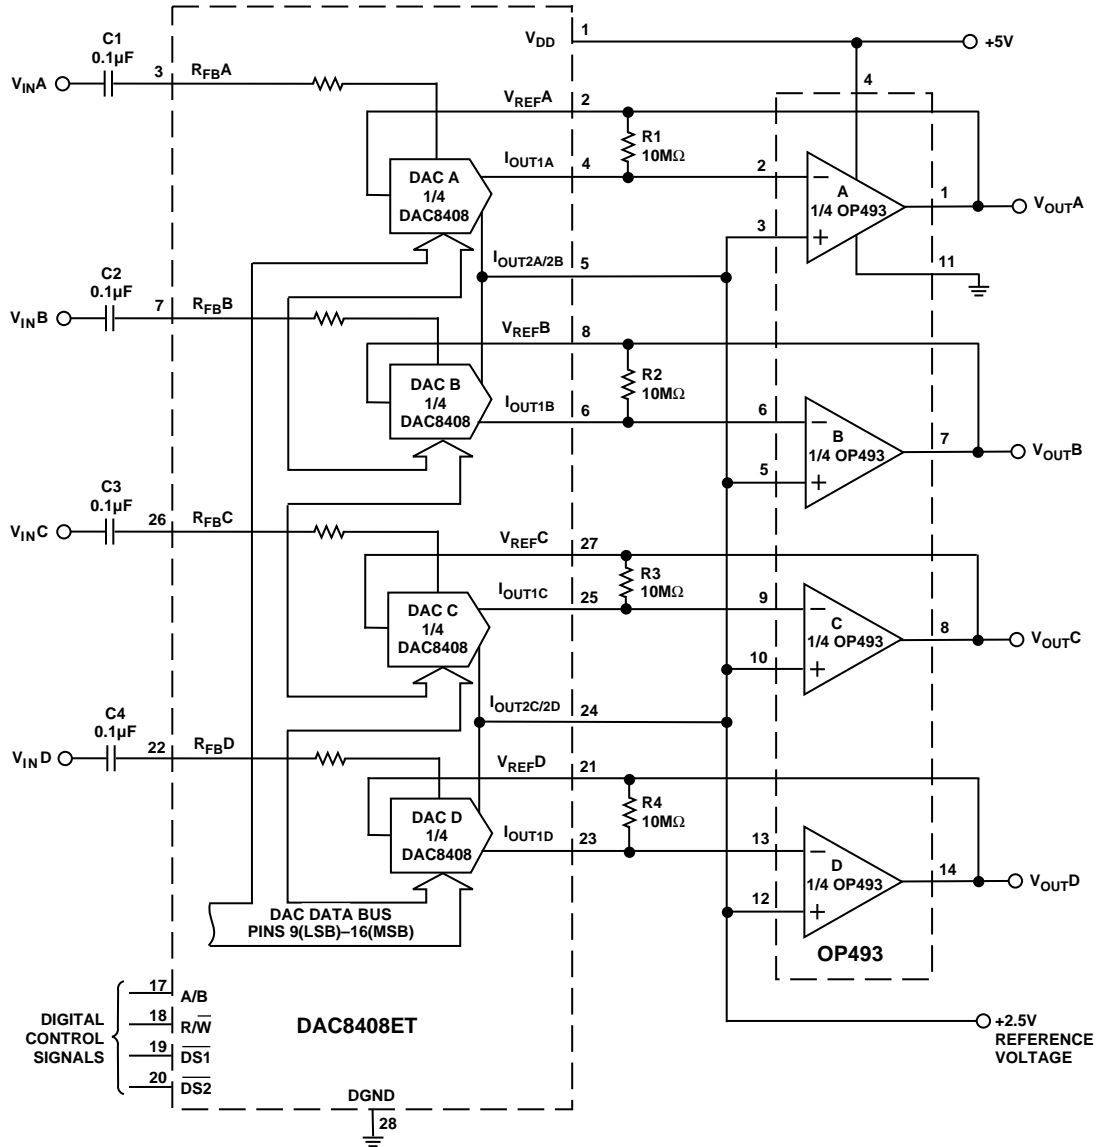 C1
0.1µF
VINA
3
RFBA
VDD
1
+5V
4
VREFA
2
R1
10MΩ
IOUT1A
4
DAC A
1/4
DAC8408
2
−
A
1/4 OP493
3
+
1
VOUTA
11
IOUT2A/2B
5
C2
0.1µF
VINB
7
RFBB
VREFB
8
R2
10MΩ
DAC B
1/4
DAC8408
IOUT1B
6
6
−
B
1/4 OP493
5
+
7
VOUTB
C3
0.1µF
VINC
26
RFBC
VREFC
27
R3
10MΩ
IOUT1C
25
DAC C
1/4
DAC8408
9
−
C
1/4 OP493
10
+
8
VOUTC
IOUT2C/2D
24
C4
0.1µF
VIND
22
RFBD
VREFD
21
R4
10MΩ
DAC D
1/4
DAC8408
IOUT1D
23
13
−
D
1/4 OP493
12
+
14
VOUTD
OP493
DAC DATA BUS
PINS 9(LSB)–16(MSB)
DIGITAL
CONTROL
SIGNALS
17
A/B
18
R/W̅
19
D̅S̅1̅
20
D̅S̅2̅
DAC8408ET
DGND
28
+2.5V
REFERENCE
VOLTAGE